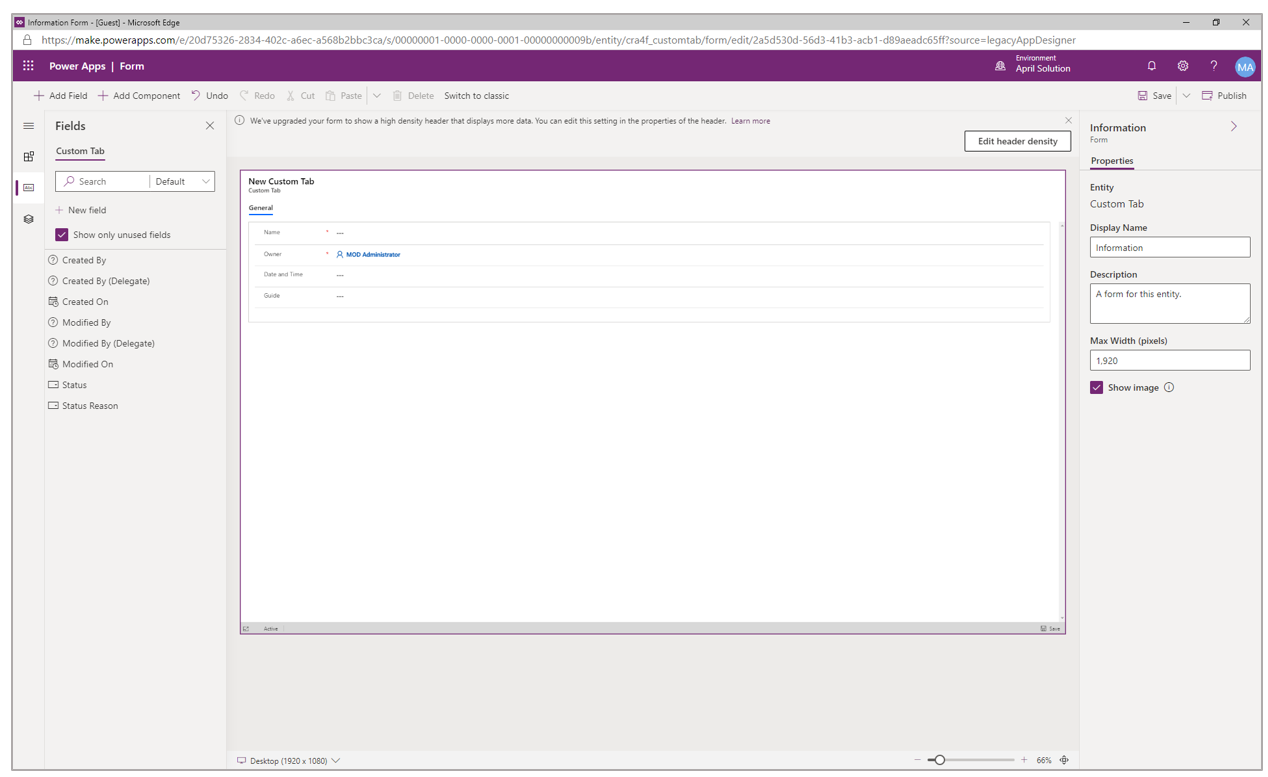 Information Form - [Guest] - Microsoft Edge
https://make.powerapps.com/e/20d75326-2834-402c-a6ec-a568b2bbc3ca/s/00000001-0000-0000-0001-00000000009b/entity/cra4f_customtab/form/edit/2a5d530d-56d3-41b3-acb1-d89aeadc65ff?source=legacyAppDesigner
Power Apps | Form
Environment
April Solution
?
MA
Add Field
Add Component
Undo
Redo
Cut
Paste
Delete
Switch to classic
Save
Publish
Fields
Custom Tab
Search
Default
New field
Show only unused fields
Created By
Created By (Delegate)
Created On
Modified By
Modified By (Delegate)
Modified On
Status
Status Reason
We've upgraded your form to show a high density header that displays more data. You can edit this setting in the properties of the header. Learn more
Edit header density
New Custom Tab
Custom Tab
General
Name * ---
Owner * MOD Administrator
Date and Time ---
Guide ---
Active
Save
Desktop (1920 x 1080)
66%
Information
Form
Properties
Entity
Custom Tab
Display Name
Information
Description
A form for this entity.
Max Width (pixels)
1,920
Show image